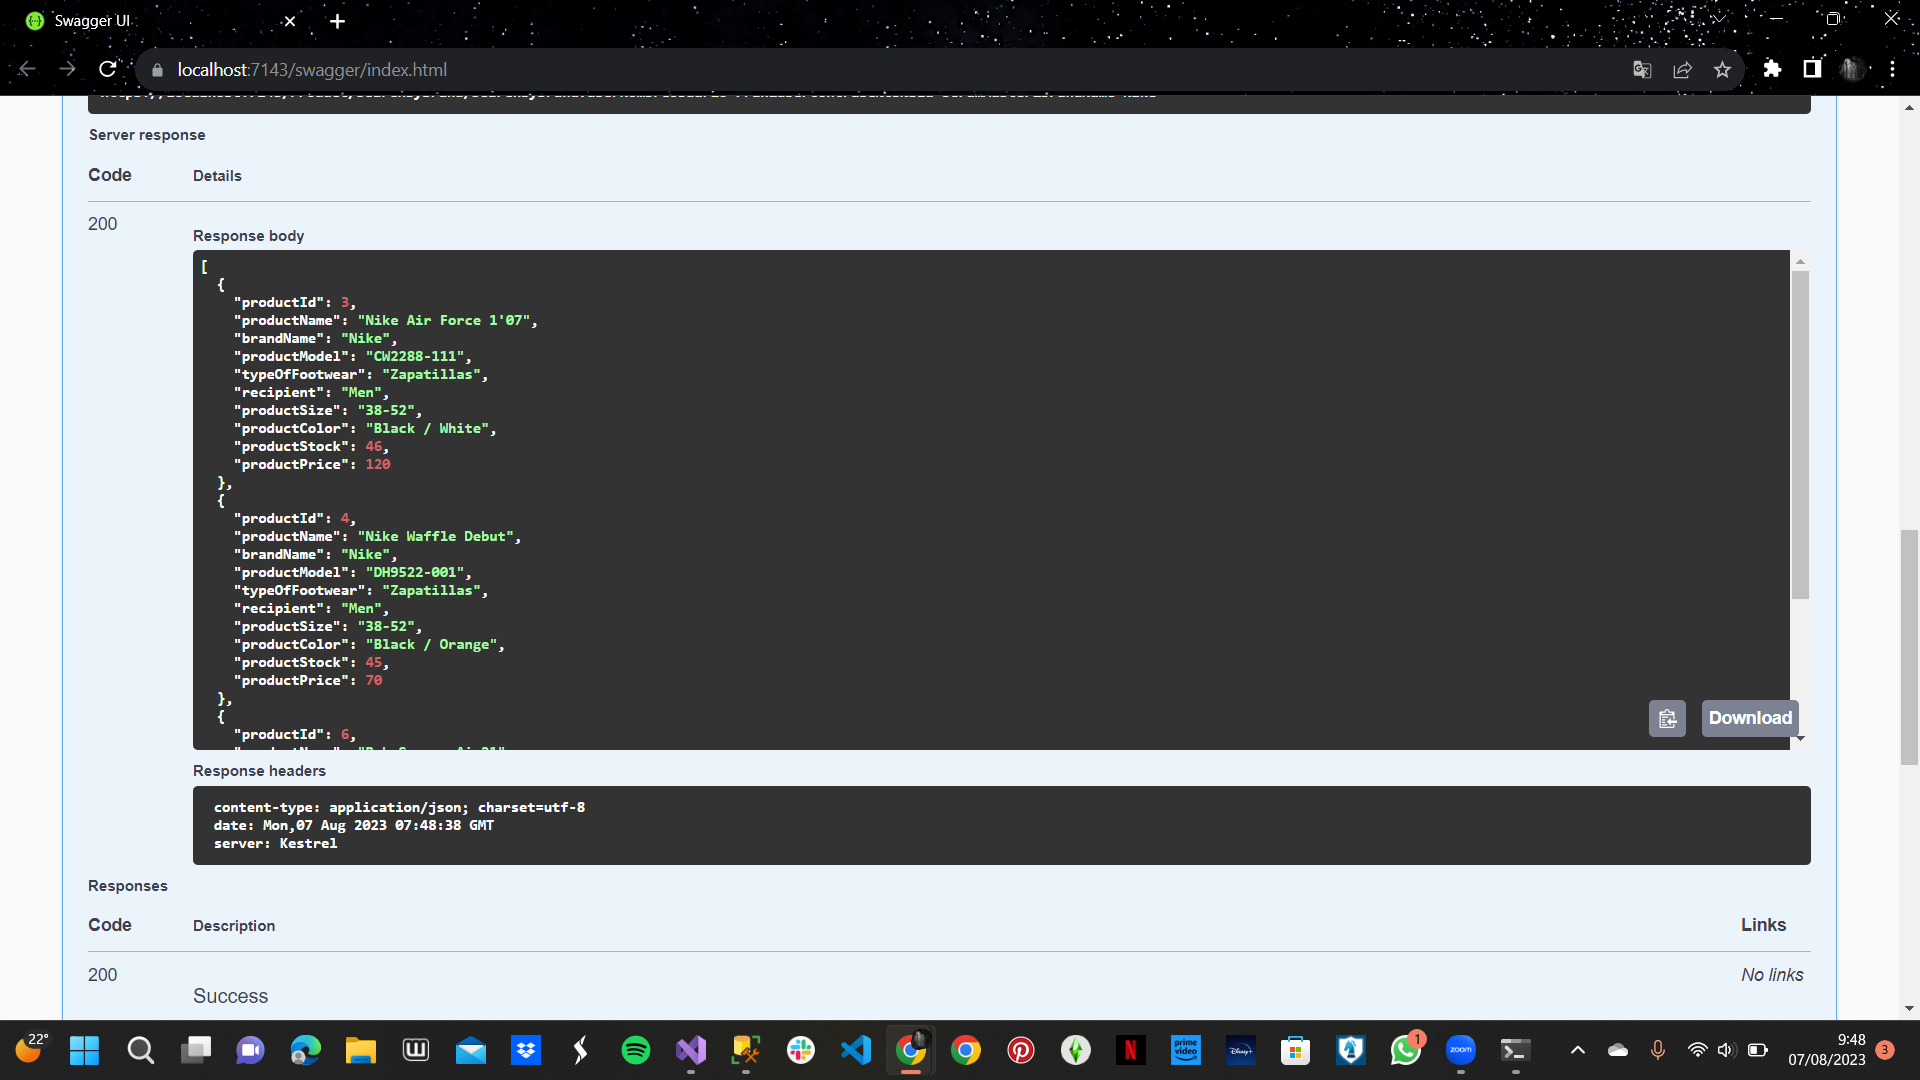 Swagger UI
localhost:7143/swagger/index.html
Server response
Code Details
200
Response body
[
{
"productId": 3,
"productName": "Nike Air Force 1'07",
"brandName": "Nike",
"productModel": "CW2288-111",
"typeOfFootwear": "Zapatillas",
"recipient": "Men",
"productSize": "38-52",
"productColor": "Black / White",
"productStock": 46,
"productPrice": 120
},
{
"productId": 4,
"productName": "Nike Waffle Debut",
"brandName": "Nike",
"productModel": "DH9522-001",
"typeOfFootwear": "Zapatillas",
"recipient": "Men",
"productSize": "38-52",
"productColor": "Black / Orange",
"productStock": 45,
"productPrice": 70
},
{
"productId": 6,
Download
Response headers
content-type: application/json; charset=utf-8
date: Mon,07 Aug 2023 07:48:38 GMT
server: Kestrel
Responses
Code Description Links
200 No links
Success
22°
W
N
prime video
Disney+
1
zoom
9:48
07/08/2023
3